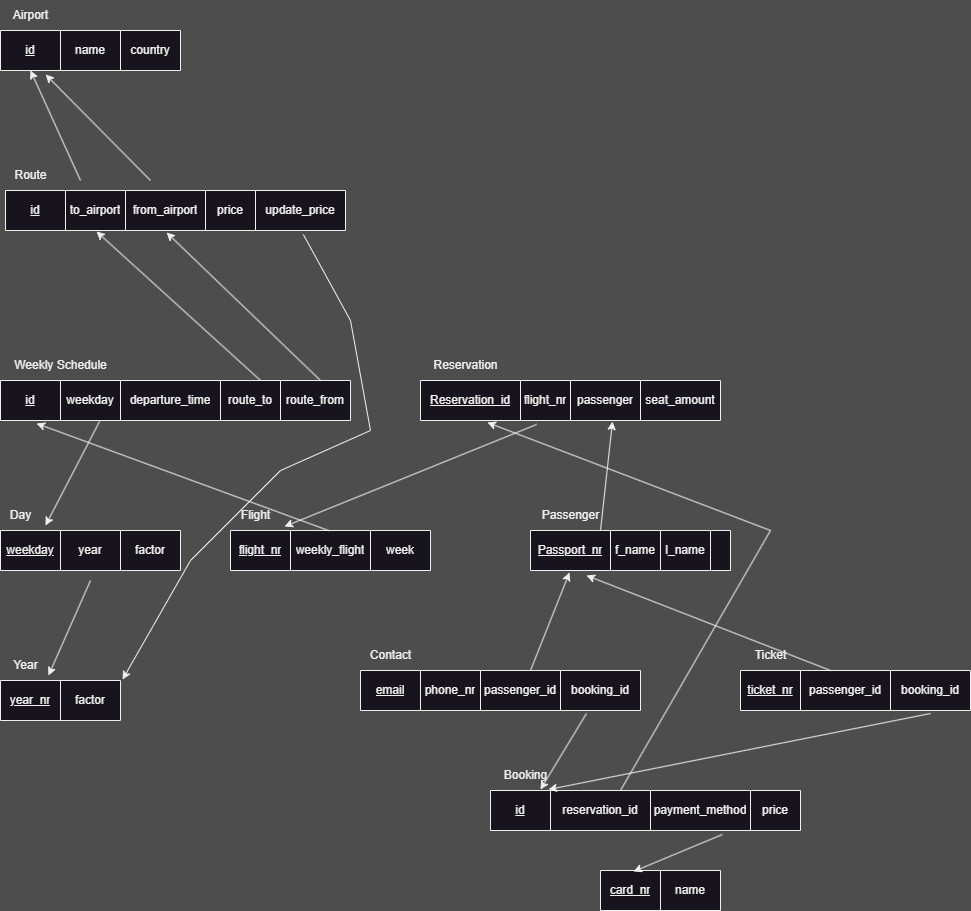 Airport
id name country
Route
id to_airport from_airport price update_price
Weekly Schedule
id weekday departure_time route_to route_from
Reservation
Reservation_id flight_nr passenger seat_amount
Day
weekday year factor
Flight
flight_nr weekly_flight week
Passenger
Passport_nr f_name l_name
Year
year_nr factor
Contact
email phone_nr passenger_id booking_id
Ticket
ticket_nr passenger_id booking_id
Booking
id reservation_id payment_method price
card_nr name